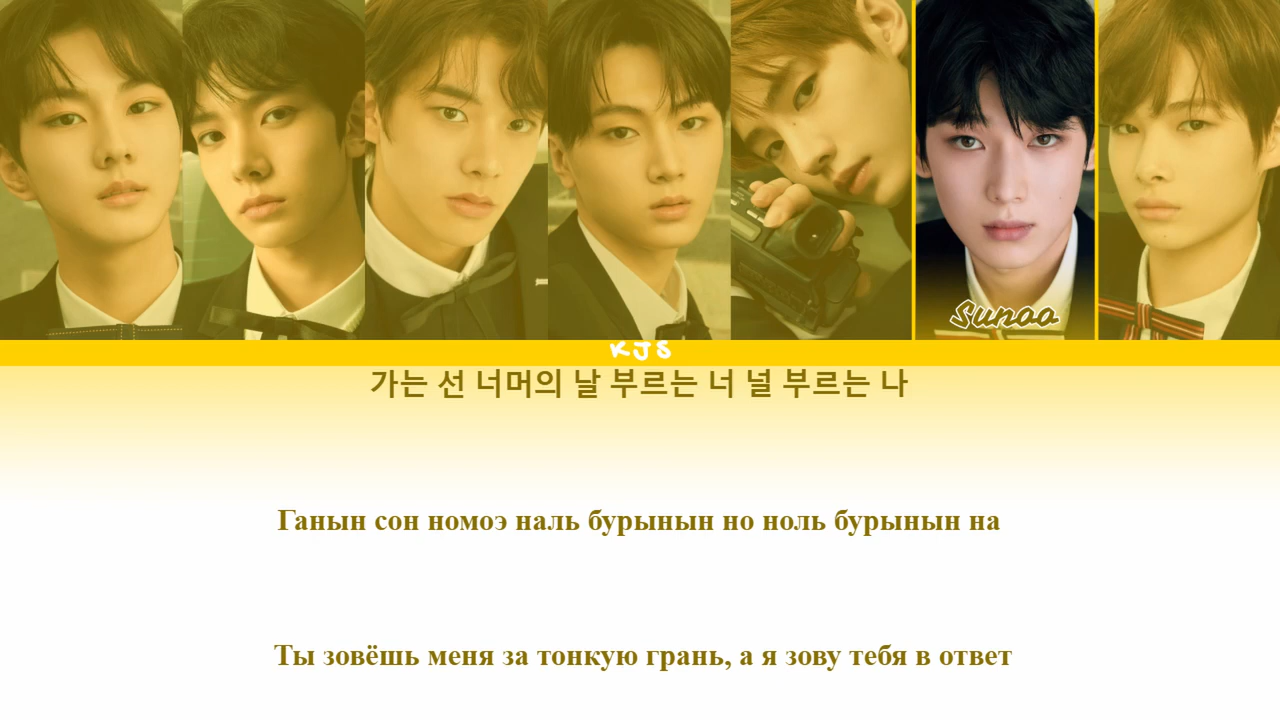 Sunoo
KJS
가는 선 너머의 날 부르는 너 널 부르는 나
Ганын сон номоэ наль бурынын но ноль бурынын на
Ты зовёшь меня за тонкую грань, а я зову тебя в ответ